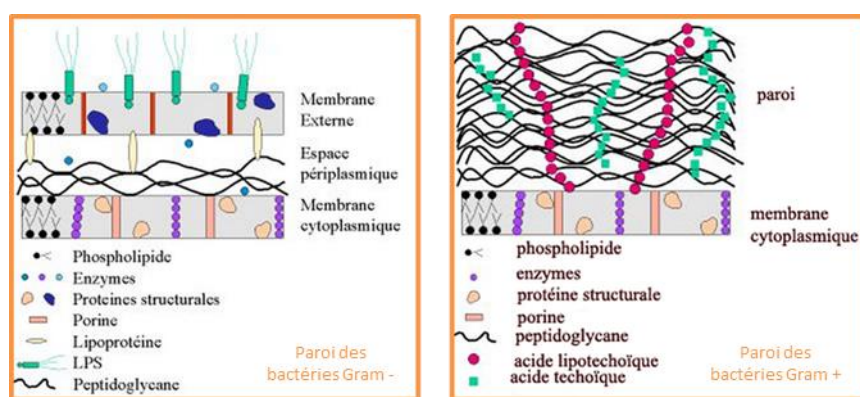 Membrane
Externe
Espace
périplasmique
Membrane
cytoplasmique
Phospholipide
Enzymes
Proteines structurales
Porine
Lipoprotéine
LPS
Peptidoglycane
Paroi des
bactéries Gram -
paroi
membrane
cytoplasmique
phospholipide
enzymes
protéine structurale
porine
peptidoglycane
acide lipotechoïque
acide techoïque
Paroi des
bactéries Gram +